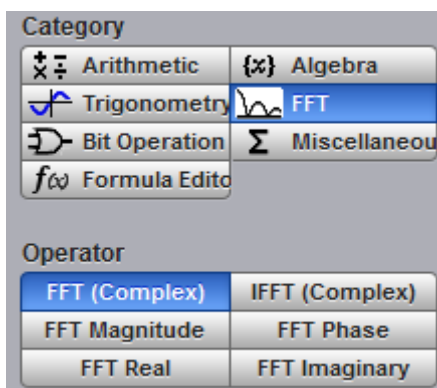 Category
Arithmetic {x} Algebra
Trigonometry FFT
Bit Operation Σ Miscellaneou
f(x) Formula Edito
Operator
FFT (Complex) IFFT (Complex)
FFT Magnitude FFT Phase
FFT Real FFT Imaginary